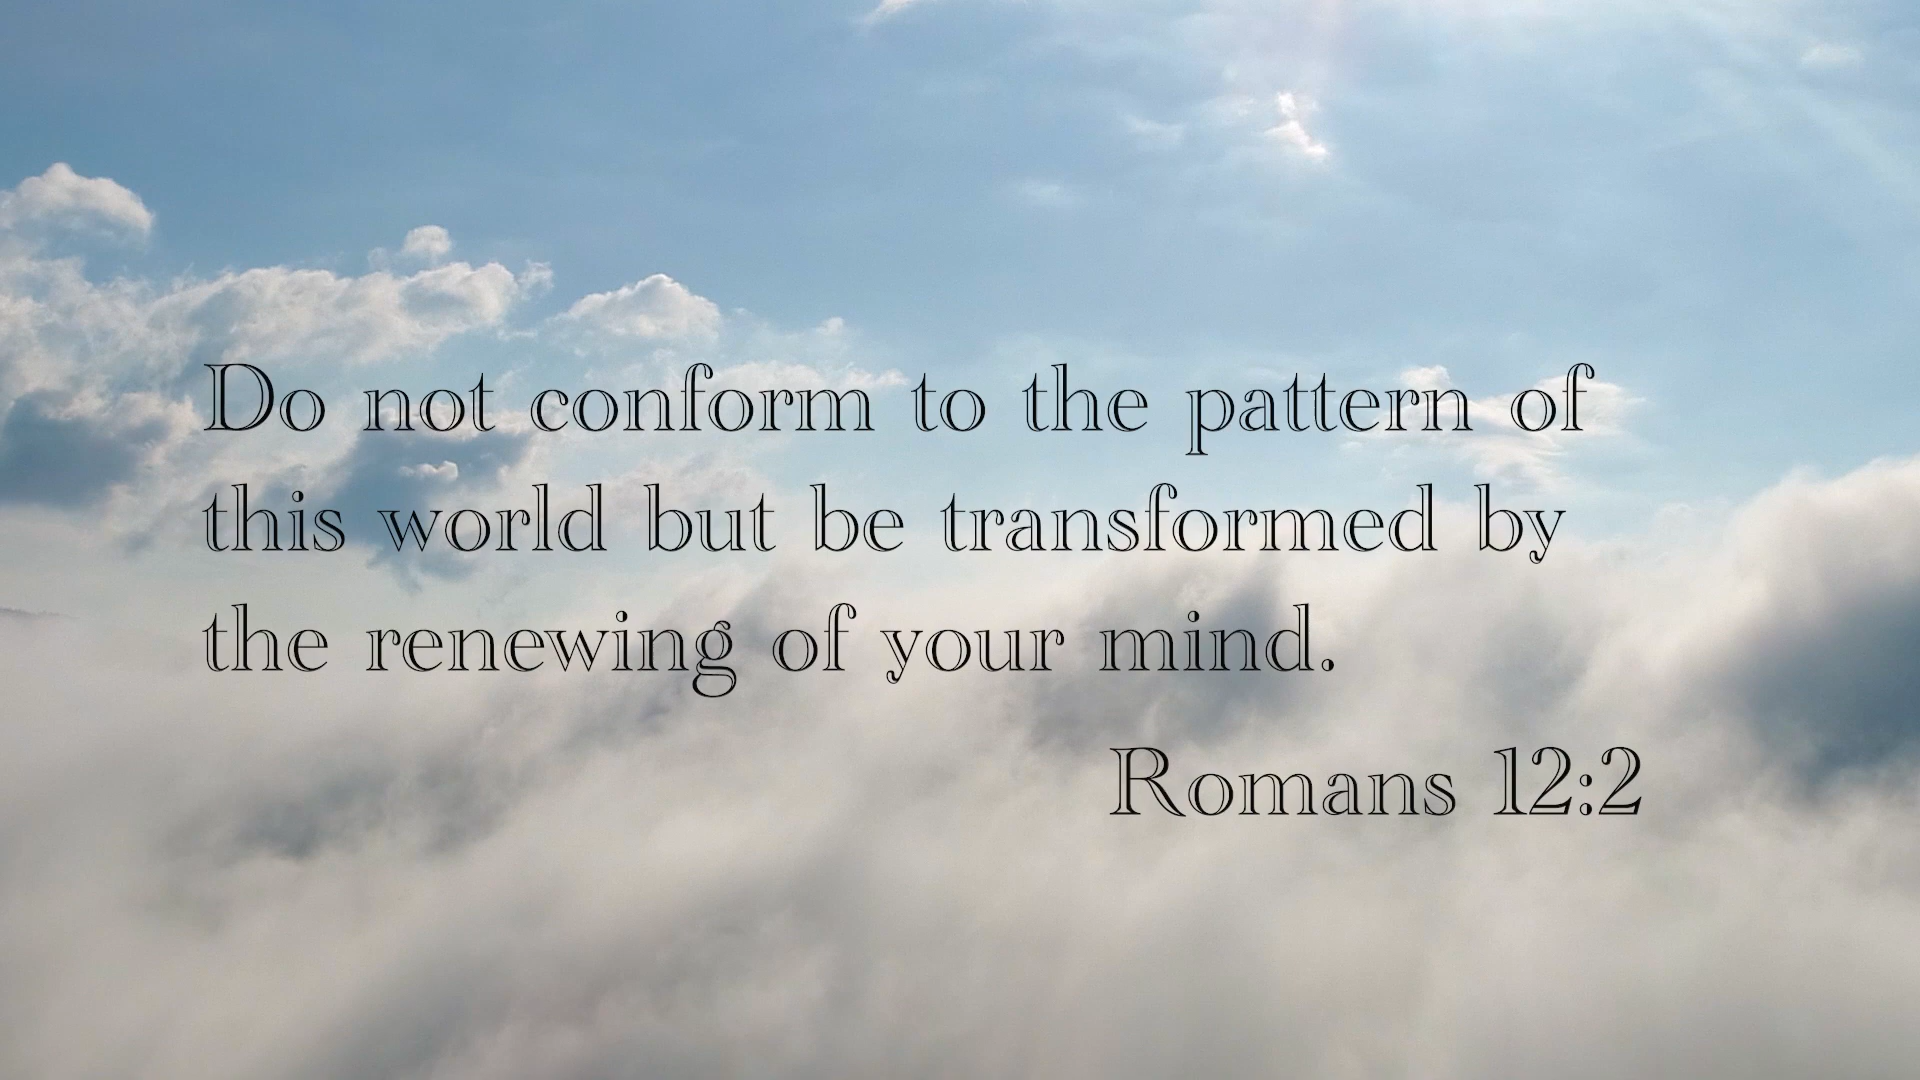 Do not conform to the pattern of
this world but be transformed by
the renewing of your mind.
Romans 12:2